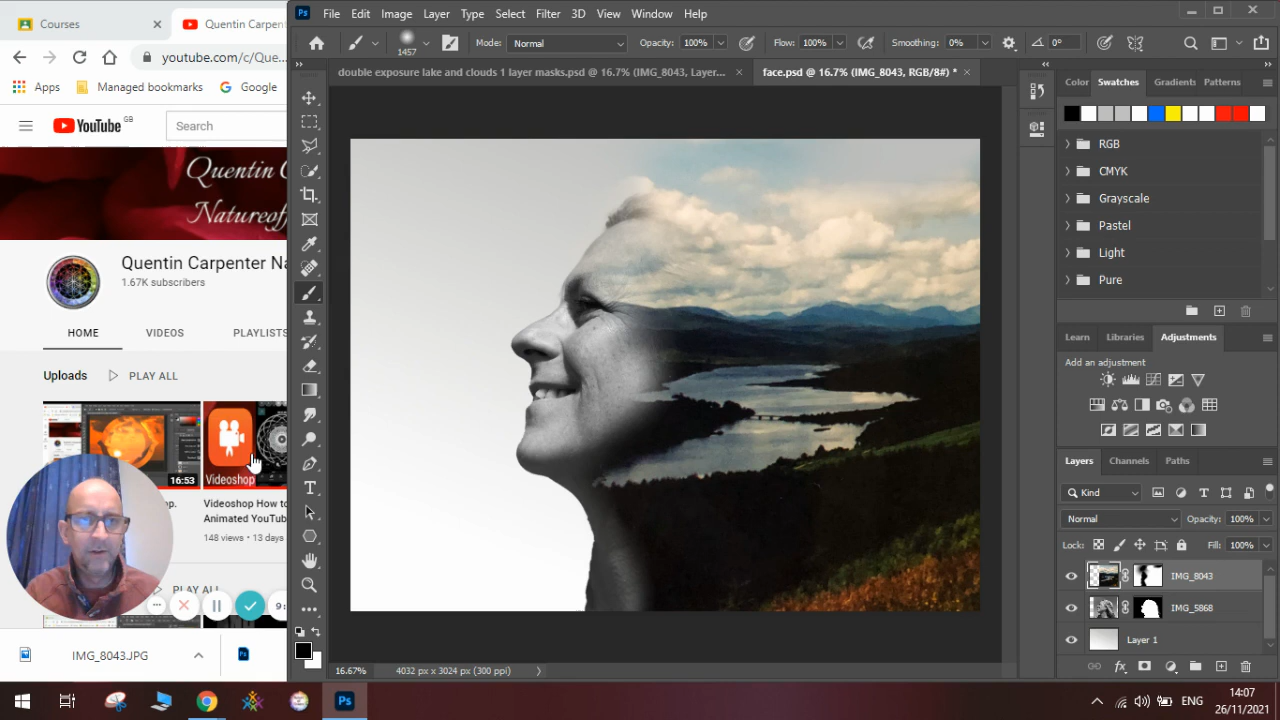 Courses
Quentin Carpen
youtube.com/c/Que...
Apps
Managed bookmarks
Google
YouTube GB
Search
Quentin C
Natureof
Quentin Carpenter Na
1.67K subscribers
HOME
VIDEOS
PLAYLISTS
Uploads
PLAY ALL
16:53
Videoshop
op.
Videoshop How to
Animated YouTub
148 views • 13 days
PLAY ALL
9:
IMG_8043.JPG
Ps
File
Edit
Image
Layer
Type
Select
Filter
3D
View
Window
Help
1457
Mode:
Normal
Opacity:
100%
Flow:
100%
Smoothing:
0%
0°
double exposure lake and clouds 1 layer masks.psd @ 16.7% (IMG_8043, Layer...
face.psd @ 16.7% (IMG_8043, RGB/8#) *
Color
Swatches
Gradients
Patterns
RGB
CMYK
Grayscale
Pastel
Light
Pure
Learn
Libraries
Adjustments
Add an adjustment
Layers
Channels
Paths
Kind
Normal
Opacity:
100%
Lock:
Fill:
100%
IMG_8043
IMG_5868
Layer 1
16.67%
4032 px x 3024 px (300 ppi)
Ps
ENG
14:07
26/11/2021